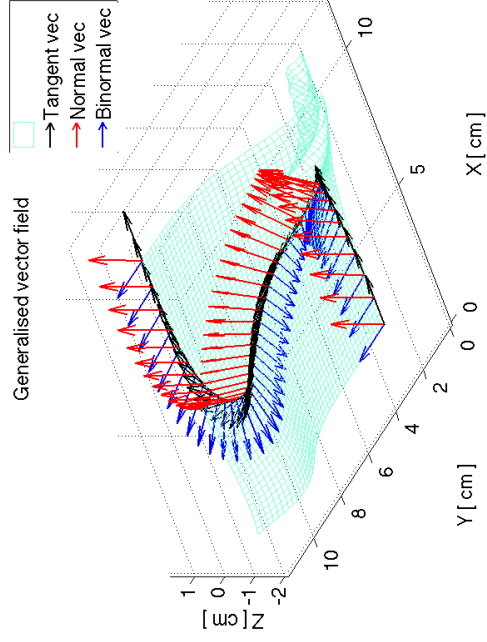 Generalised vector field
Tangent vec
Normal vec
Binormal vec
1
0
-1
-2
Z [ cm]
10
8
6
4
2
0
Y [ cm]
0
5
10
X [ cm]